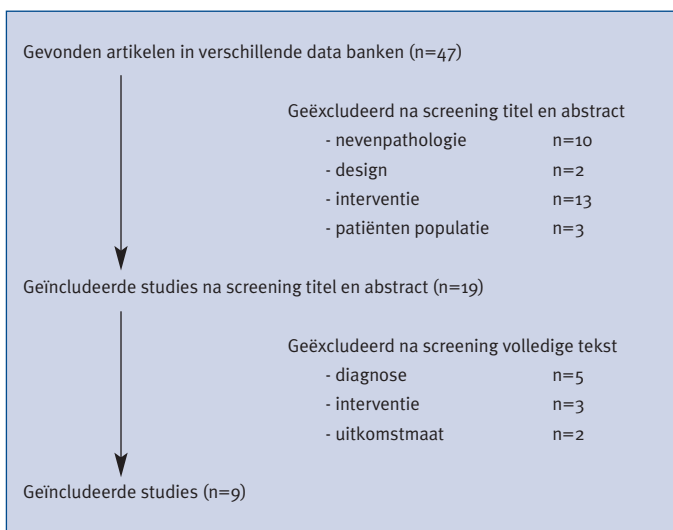 Gevonden artikelen in verschillende data banken (n=47)
Geëxcludeerd na screening titel en abstract
- nevenpathologie n=10
- design n=2
- interventie n=13
- patiënten populatie n=3
Geïncludeerde studies na screening titel en abstract (n=19)
Geëxcludeerd na screening volledige tekst
- diagnose n=5
- interventie n=3
- uitkomstmaat n=2
Geïncludeerde studies (n=9)